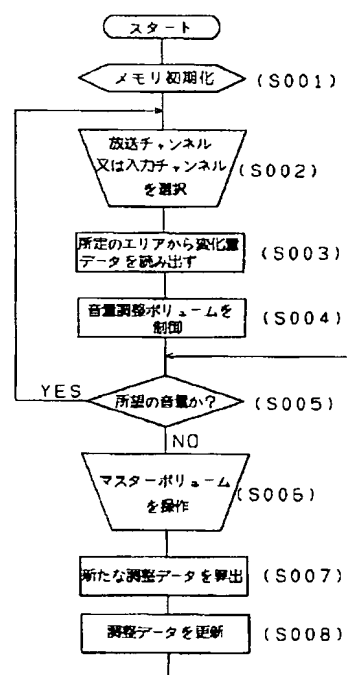 スタート
メモリ初期化 (S001)
放送チャンネル
又は入力チャンネル
を選択
(S002)
所定のエリアから変化量
データを読み出す
(S003)
音量調整ボリュームを
制御
(S004)
YES
所望の音量か?
(S005)
NO
マスターボリューム
を操作
(S006)
新たな調整データを算出 (S007)
調整データを更新 (S008)